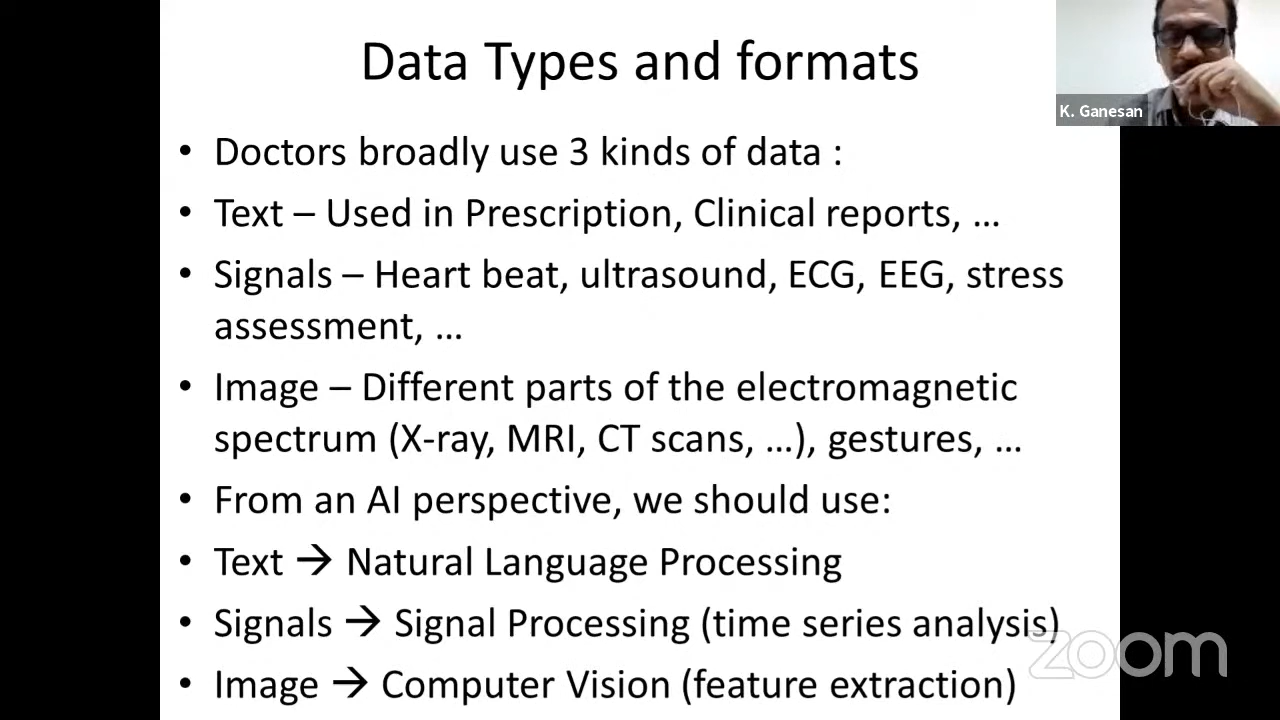 Data Types and formats
K. Ganesan
• Doctors broadly use 3 kinds of data :
• Text – Used in Prescription, Clinical reports, …
• Signals – Heart beat, ultrasound, ECG, EEG, stress
assessment, …
• Image – Different parts of the electromagnetic
spectrum (X-ray, MRI, CT scans, …), gestures, …
• From an AI perspective, we should use:
• Text → Natural Language Processing
• Signals → Signal Processing (time series analysis)
• Image → Computer Vision (feature extraction)
zoom